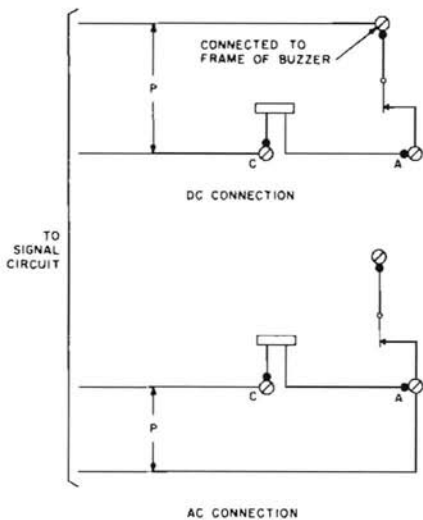 CONNECTED TO
FRAME OF BUZZER
P
C
A
DC CONNECTION
TO
SIGNAL
CIRCUIT
C
A
P
AC CONNECTION